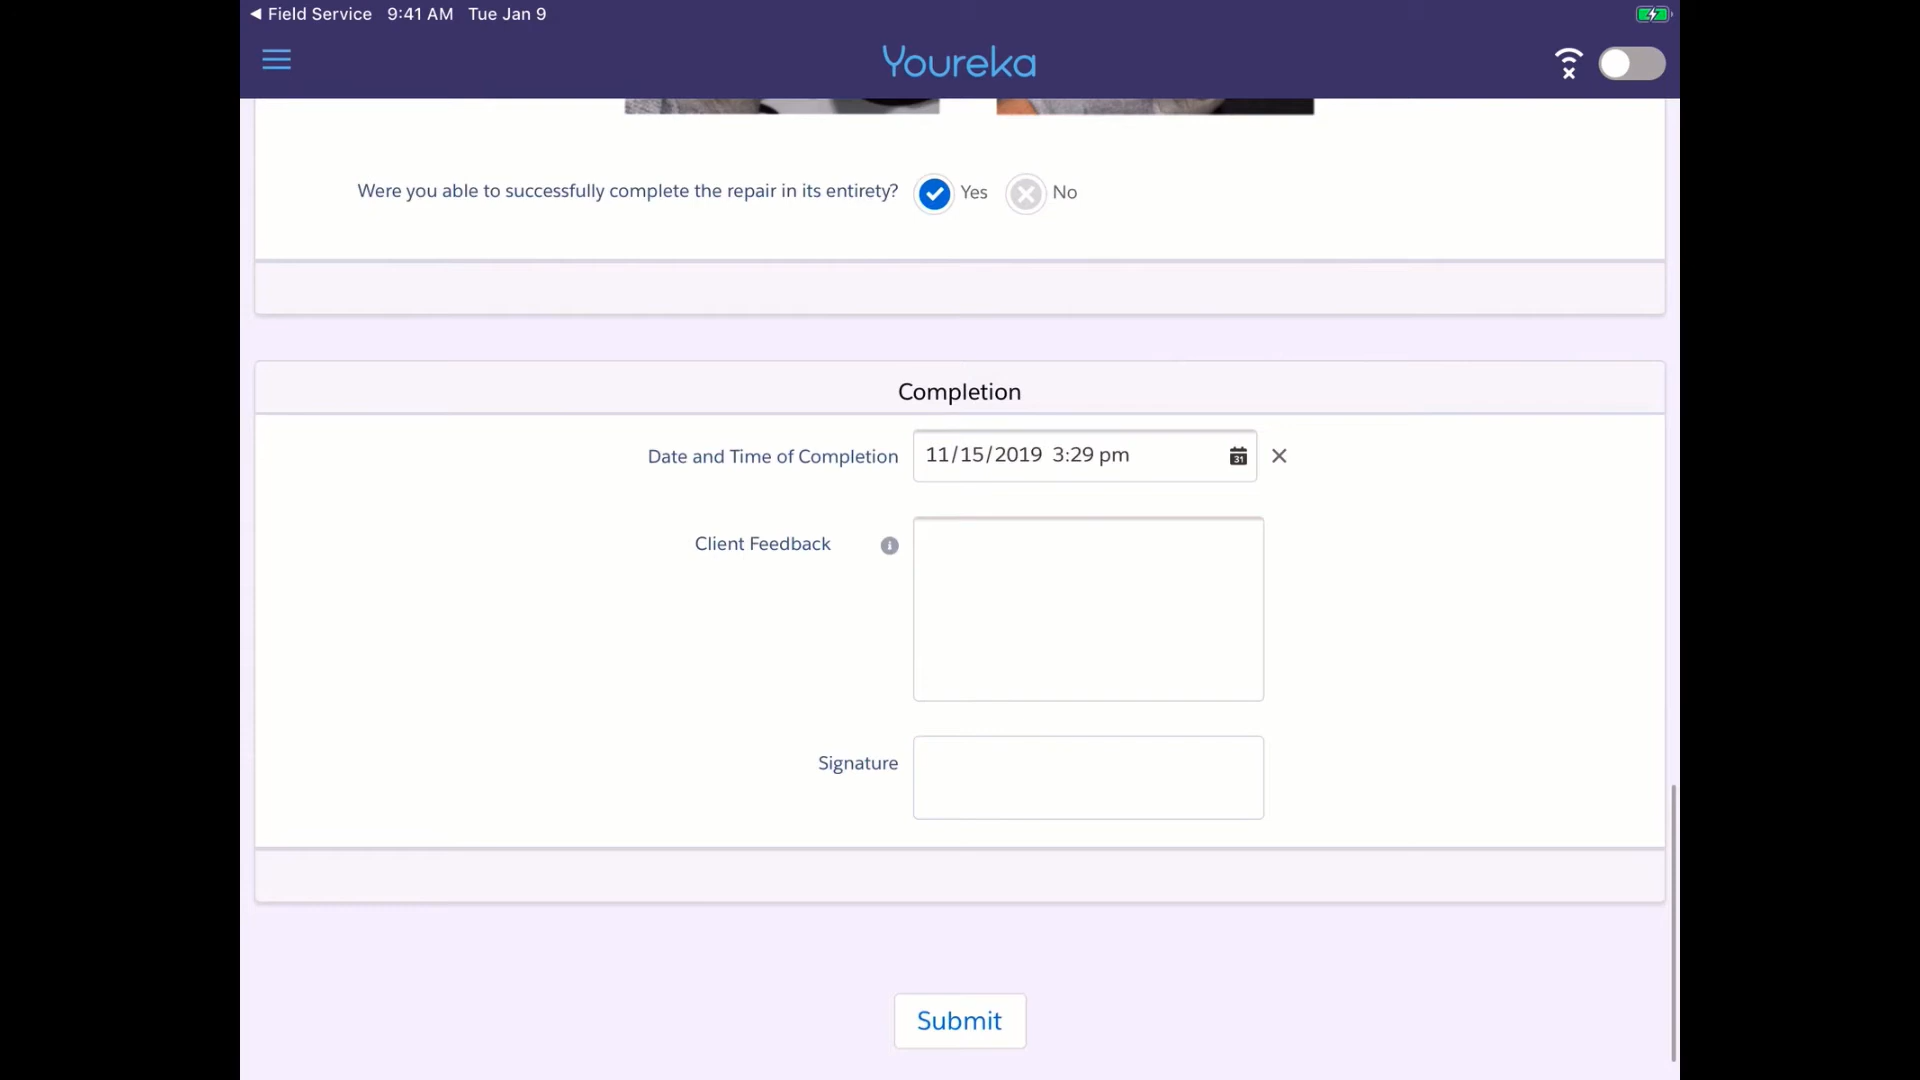 ◀ Field Service 9:41 AM Tue Jan 9
Youreka
Were you able to successfully complete the repair in its entirety? Yes No
Completion
Date and Time of Completion 11/15/2019 3:29 pm
31
Client Feedback
Signature
Submit